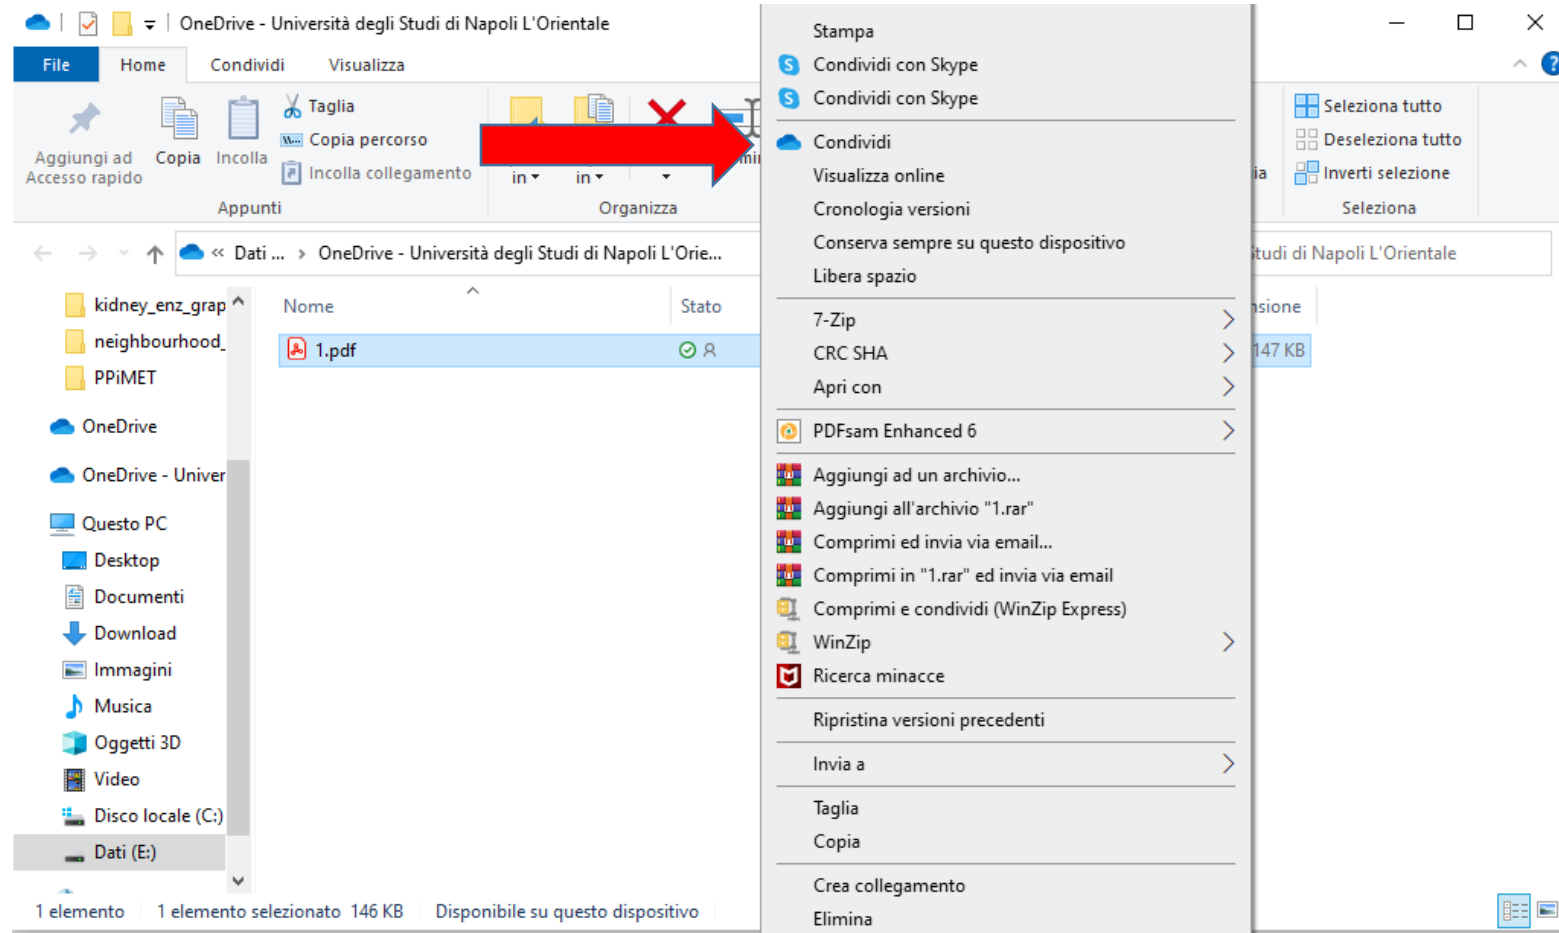 OneDrive - Università degli Studi di Napoli L'Orientale
File Home Condividi Visualizza
Aggiungi ad
Accesso rapido
Copia
Incolla
Taglia
Copia percorso
Incolla collegamento
in
in
Seleziona tutto
Deseleziona tutto
Inverti selezione
Appunti
Organizza
Seleziona
« Dati ... › OneDrive - Università degli Studi di Napoli L'Orie...
tudi di Napoli L'Orientale
Nome Stato
1.pdf
147 KB
kidney_enz_grap
neighbourhood_
PPiMET
OneDrive
OneDrive - Univer
Questo PC
Desktop
Documenti
Download
Immagini
Musica
Oggetti 3D
Video
Disco locale (C:)
Dati (E:)
Stampa
Condividi con Skype
Condividi con Skype
Condividi
Visualizza online
Cronologia versioni
Conserva sempre su questo dispositivo
Libera spazio
7-Zip
CRC SHA
Apri con
PDFsam Enhanced 6
Aggiungi ad un archivio...
Aggiungi all'archivio "1.rar"
Comprimi ed invia via email...
Comprimi in "1.rar" ed invia via email
Comprimi e condividi (WinZip Express)
WinZip
Ricerca minacce
Ripristina versioni precedenti
Invia a
Taglia
Copia
Crea collegamento
Elimina
1 elemento 1 elemento selezionato 146 KB Disponibile su questo dispositivo